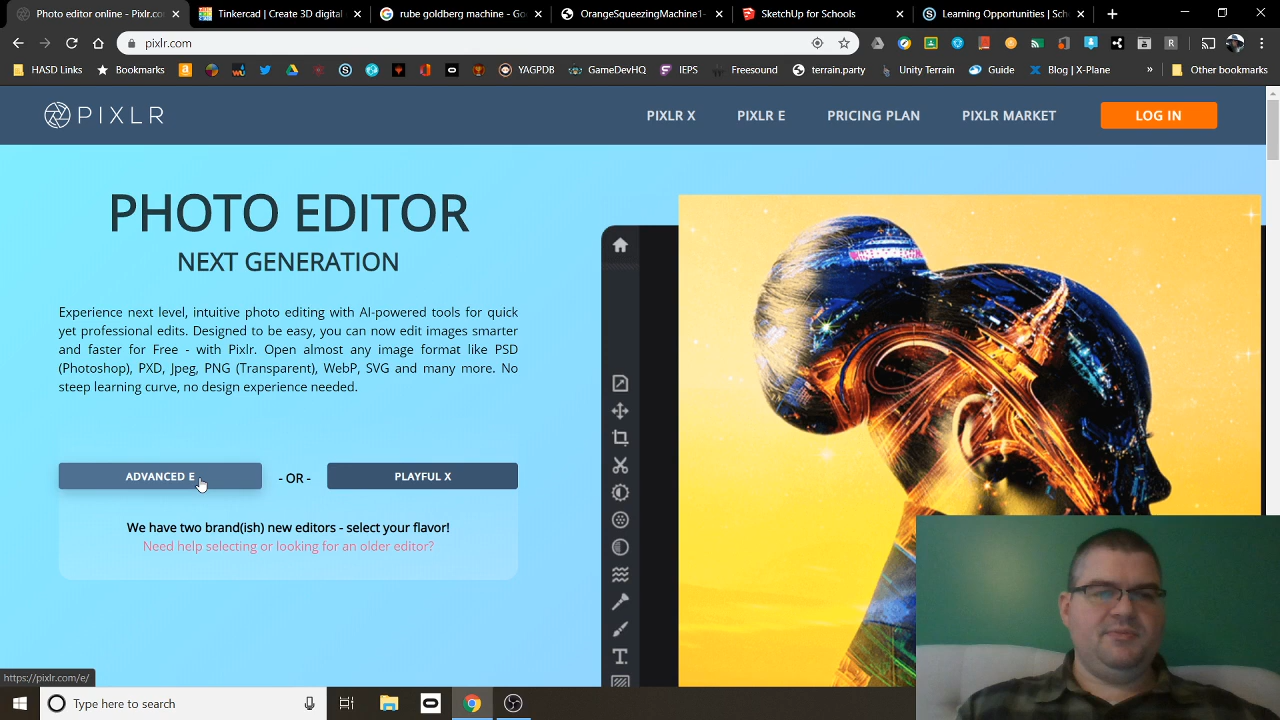 Photo editor online - Pixlr.com
Tinkercad | Create 3D digital
rube goldberg machine - Go
OrangeSqueezingMachine1-
SketchUp for Schools
Learning Opportunities | Sch
pixlr.com
HASD Links
Bookmarks
YAGPDB
GameDevHQ
IEPS
Freesound
terrain.party
Unity Terrain
Guide
Blog | X-Plane
»
Other bookmarks
PIXLR
PIXLR X
PIXLR E
PRICING PLAN
PIXLR MARKET
LOG IN
PHOTO EDITOR
NEXT GENERATION
Experience next level, intuitive photo editing with AI-powered tools for quick
yet professional edits. Designed to be easy, you can now edit images smarter
and faster for Free - with Pixlr. Open almost any image format like PSD
(Photoshop), PXD, Jpeg, PNG (Transparent), WebP, SVG and many more. No
steep learning curve, no design experience needed.
ADVANCED E
- OR -
PLAYFUL X
We have two brand(ish) new editors - select your flavor!
Need help selecting or looking for an older editor?
https://pixlr.com/e/
Type here to search